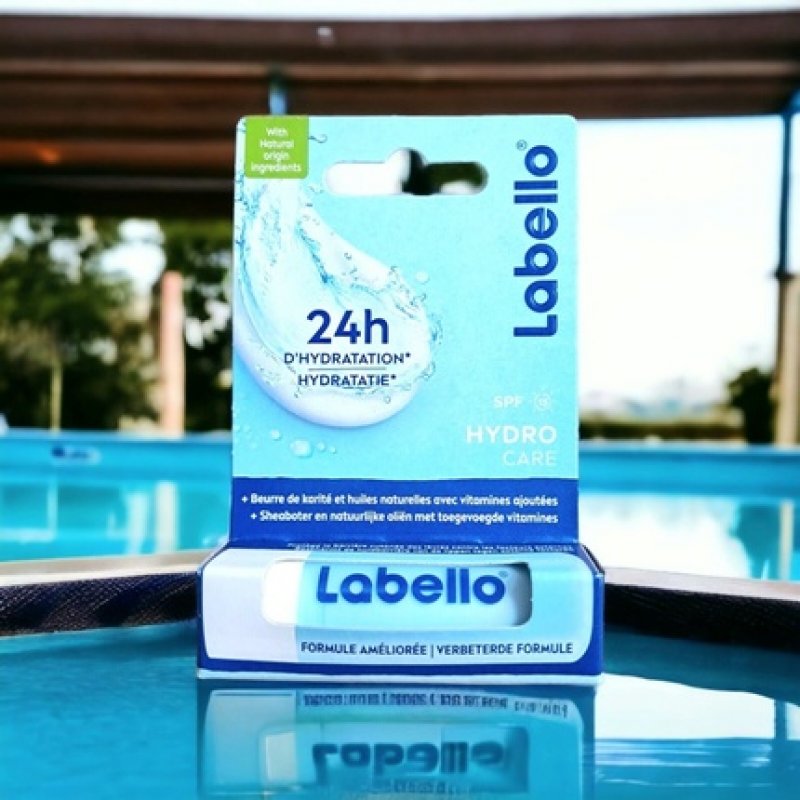 With
Natural
origin
ingredients
Labello®
24h
D'HYDRATATION*
HYDRATATIE*
SPF 15
HYDRO
CARE
+ Beurre de karité et huiles naturelles avec vitamines ajoutées
+ Sheaboter en natuurlijke oliën met toegevoegde vitamines
Labello
FORMULE AMÉLIORÉE | VERBETERDE FORMULE